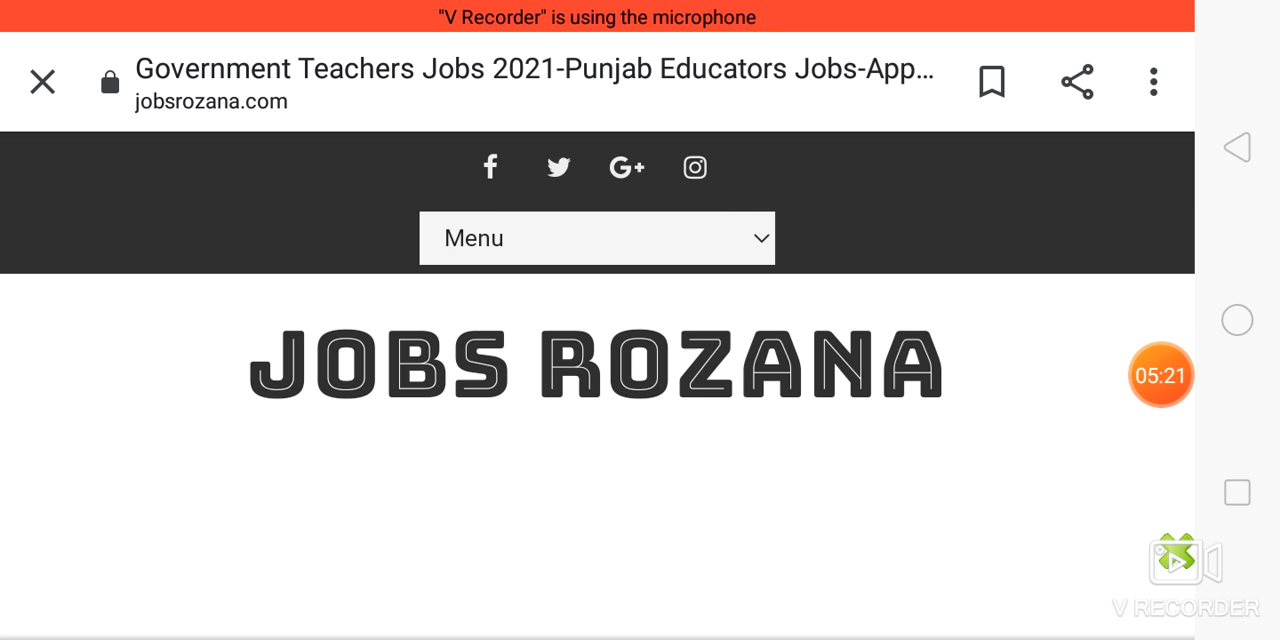 "V Recorder" is using the microphone
Government Teachers Jobs 2021-Punjab Educators Jobs-App...
jobsrozana.com
f G+
Menu
JOBS ROZANA
05:21
V RECORDER